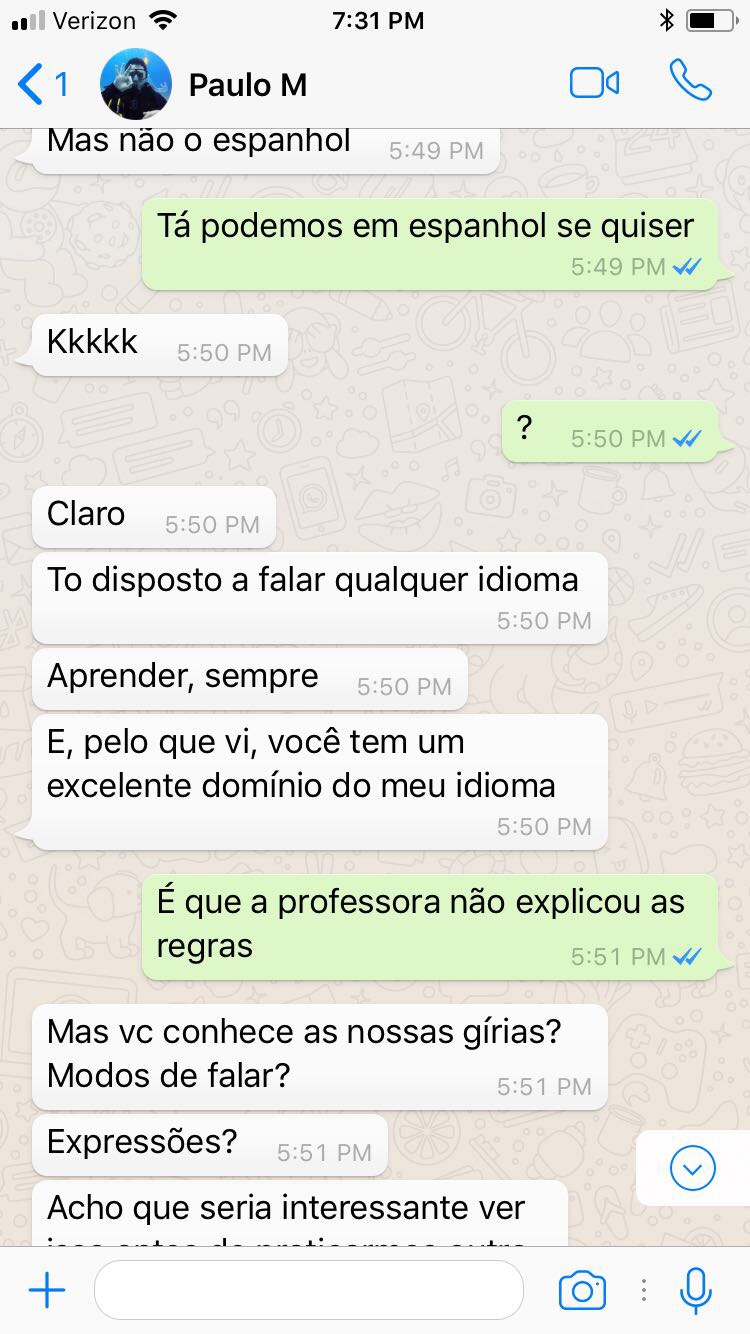 Verizon 7:31 PM
1 Paulo M
Mas não o espanhol 5:49 PM
Tá podemos em espanhol se quiser
5:49 PM
Kkkkk 5:50 PM
? 5:50 PM
Claro 5:50 PM
To disposto a falar qualquer idioma
5:50 PM
Aprender, sempre 5:50 PM
E, pelo que vi, você tem um
excelente domínio do meu idioma
5:50 PM
É que a professora não explicou as
regras 5:51 PM
Mas vc conhece as nossas gírias?
Modos de falar? 5:51 PM
Expressões? 5:51 PM
Acho que seria interessante ver